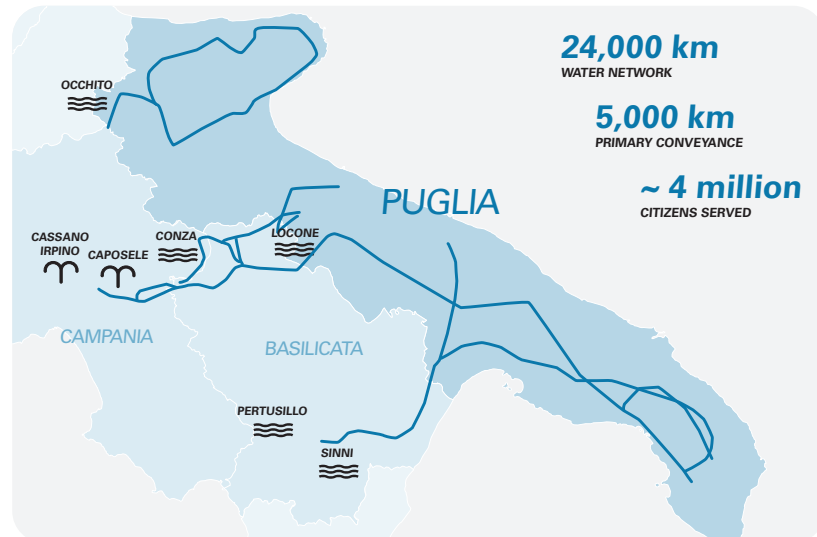 24,000 km
WATER NETWORK
5,000 km
PRIMARY CONVEYANCE
~ 4 million
CITIZENS SERVED
OCCHITO
PUGLIA
CASSANO
IRPINO
CAPOSELE
CONZA
LOCONE
CAMPANIA
BASILICATA
PERTUSILLO
SINNI